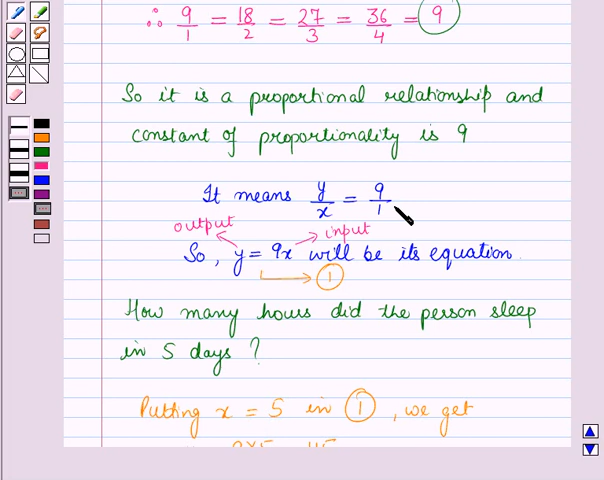 ∴ 9/1 = 18/2 = 27/3 = 36/4 = 9
So it is a proportional relationship and
constant of proportionality is 9
It means y/x = 9/1
output input
So, y = 9x will be its equation.
1
How many hours did the person sleep
in 5 days ?
Putting x = 5 in 1, we get